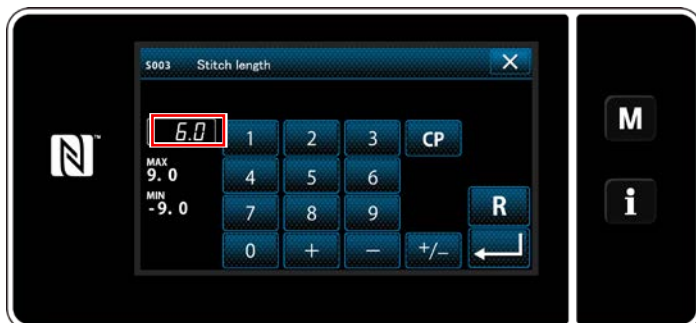 S003 Stitch length
6.0
1 2 3 CP
MAX
9.0
4 5 6
MIN
-9.0
7 8 9 R
0 + − +/−
M
i
N
™